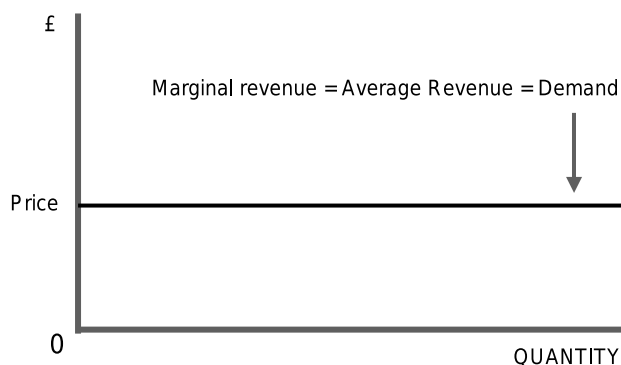 £
Marginal revenue = Average Revenue = Demand
Price
0
QUANTITY